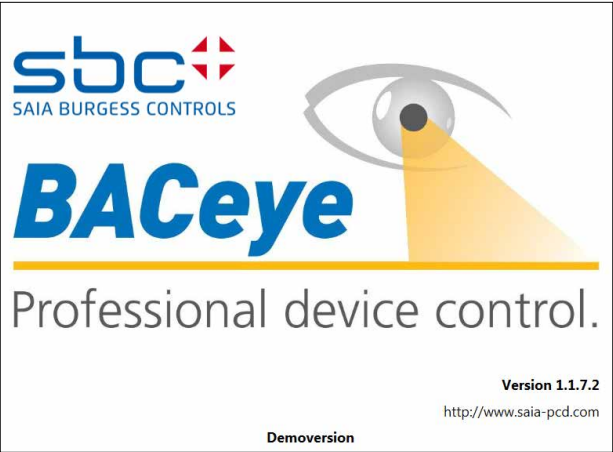 sbc
SAIA BURGESS CONTROLS
BACeye
Professional device control.
Version 1.1.7.2
http://www.saia-pcd.com
Demoversion